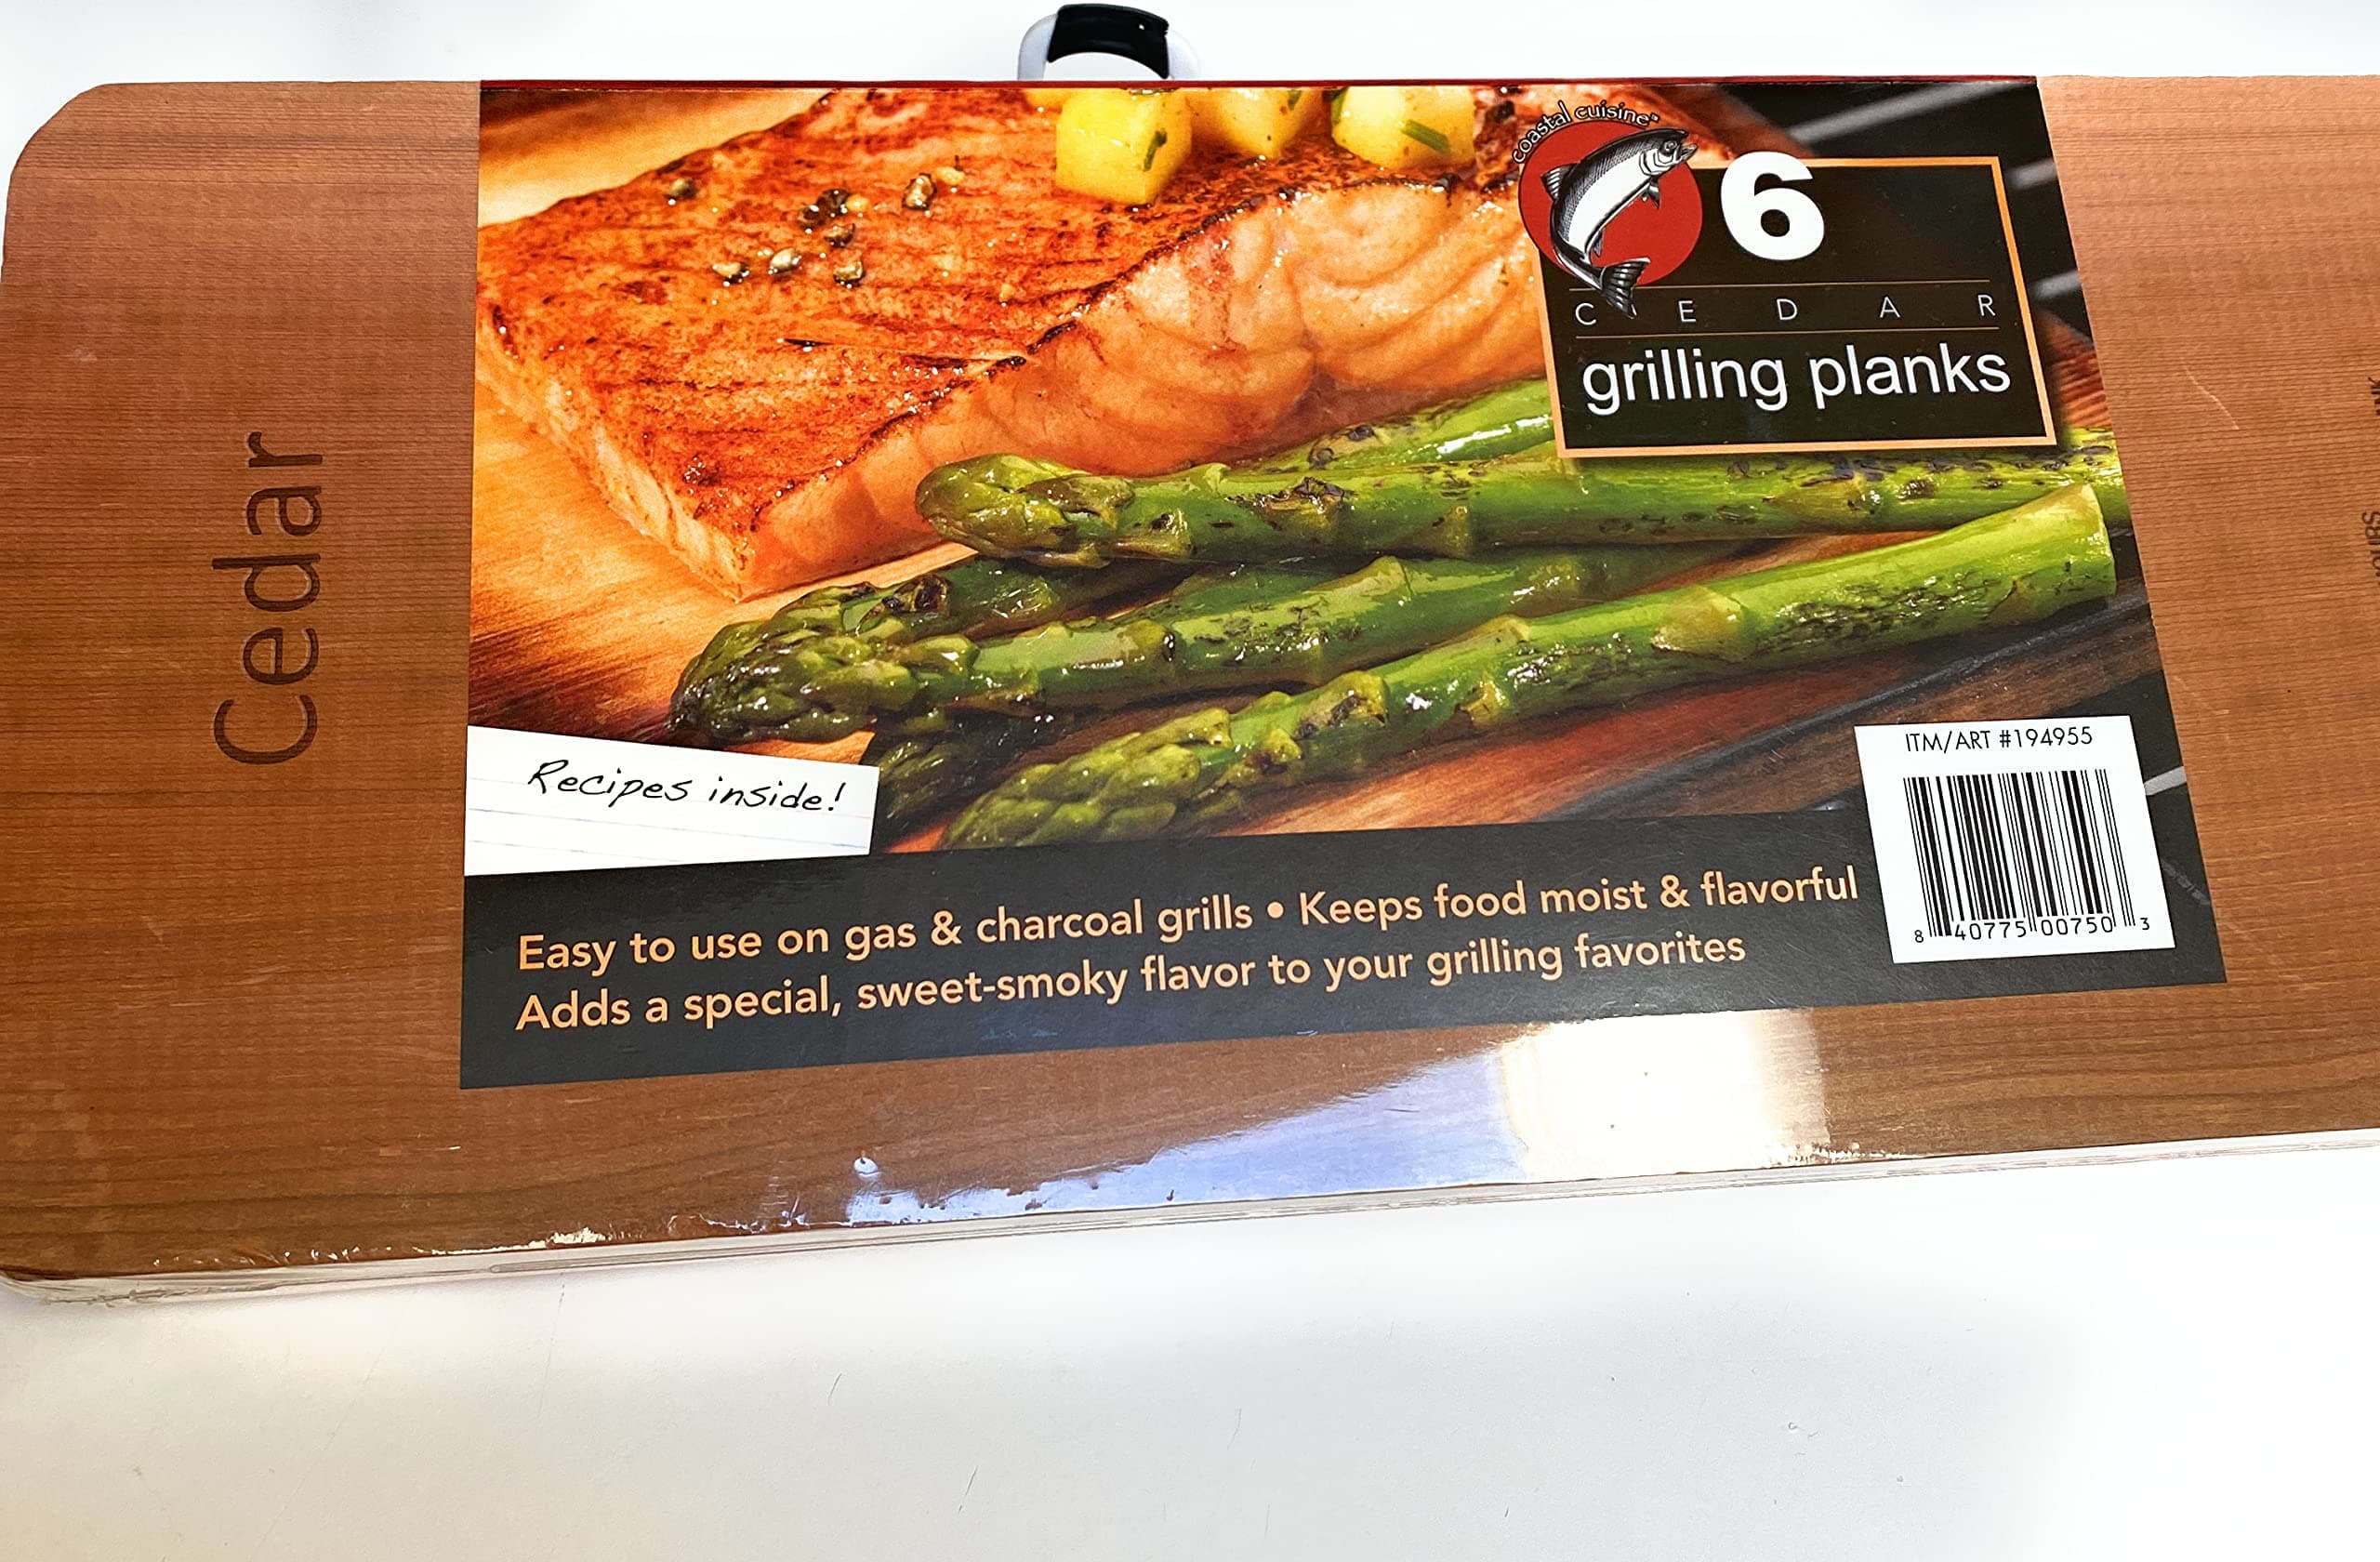 coastal cuisine™
6
CEDAR
grilling planks
Cedar
Recipes inside!
ITM/ART #194955
8 40775 00750 3
Easy to use on gas & charcoal grills • Keeps food moist & flavorful
Adds a special, sweet-smoky flavor to your grilling favorites